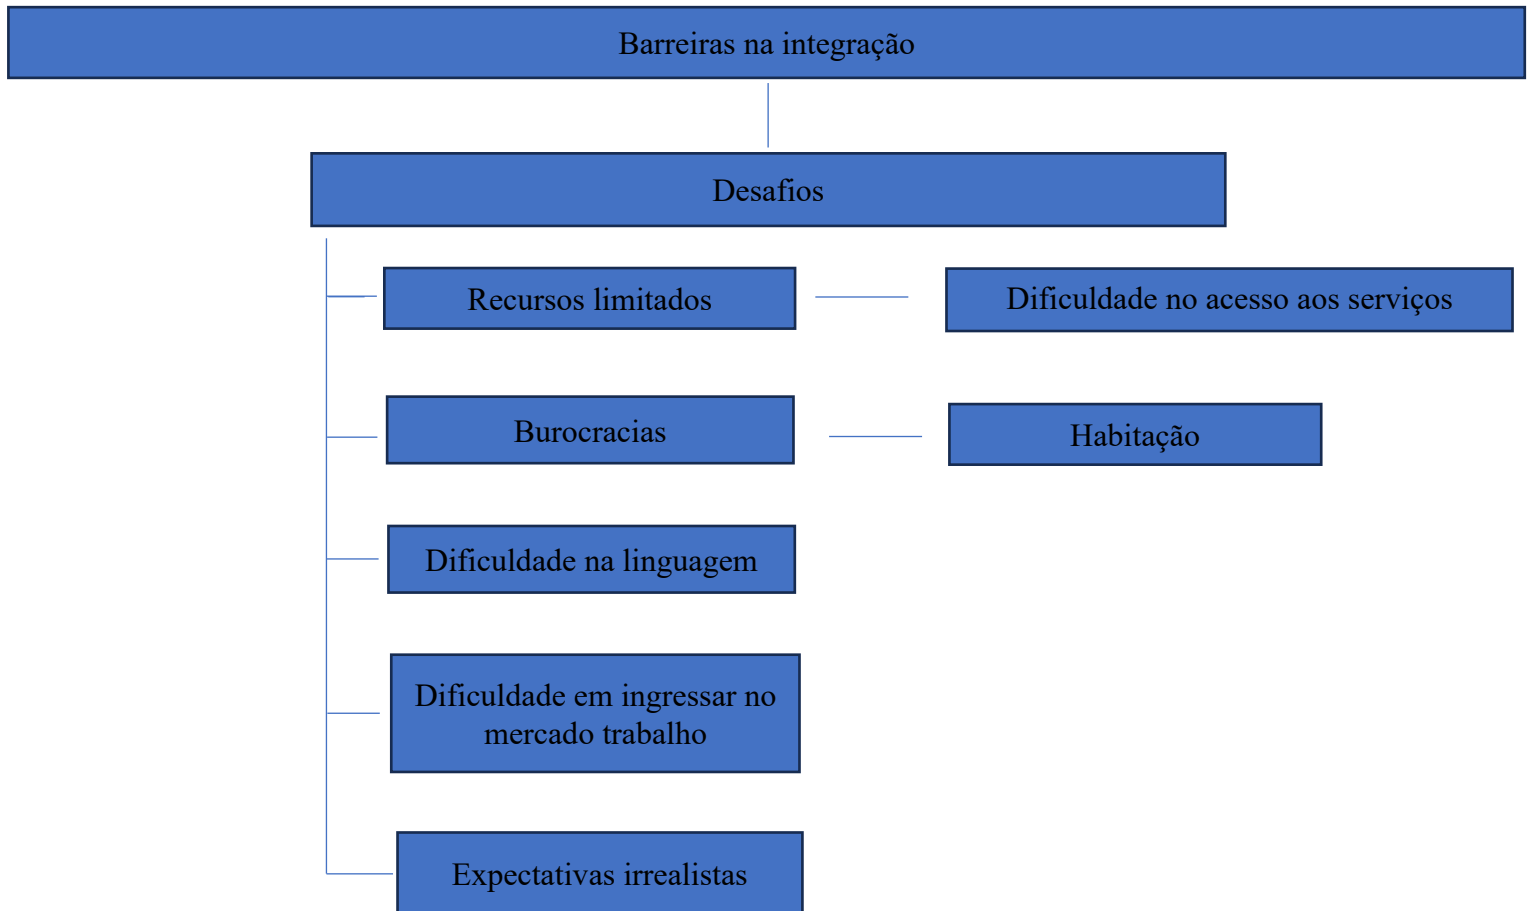 Barreiras na integração
Desafios
Recursos limitados
Dificuldade no acesso aos serviços
Burocracias
Habitação
Dificuldade na linguagem
Dificuldade em ingressar no
mercado trabalho
Expectativas irrealistas